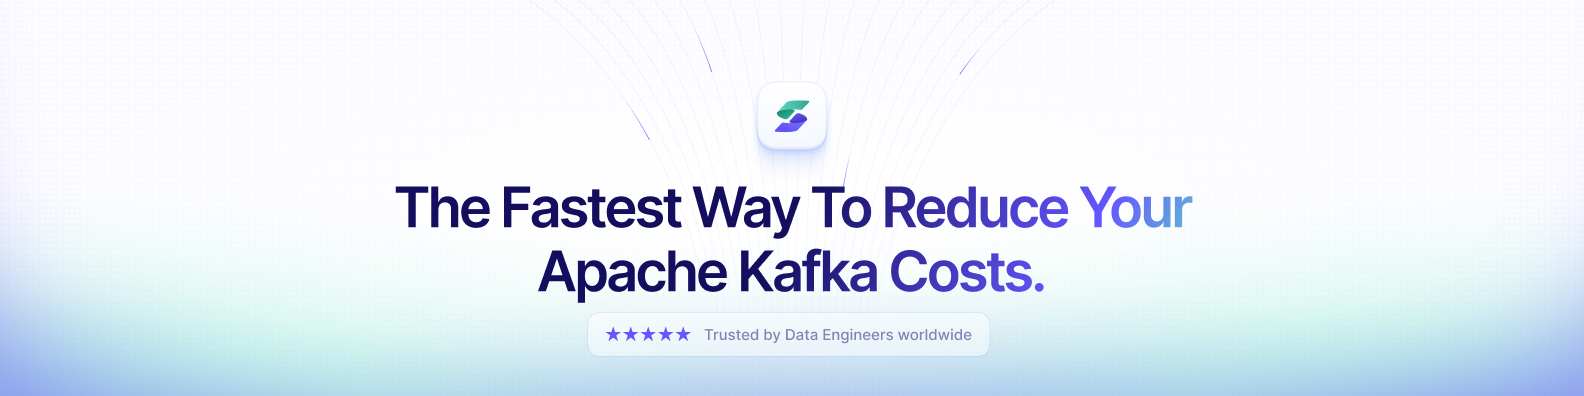 The Fastest Way To Reduce Your
Apache Kafka Costs.
★★★★★ Trusted by Data Engineers worldwide